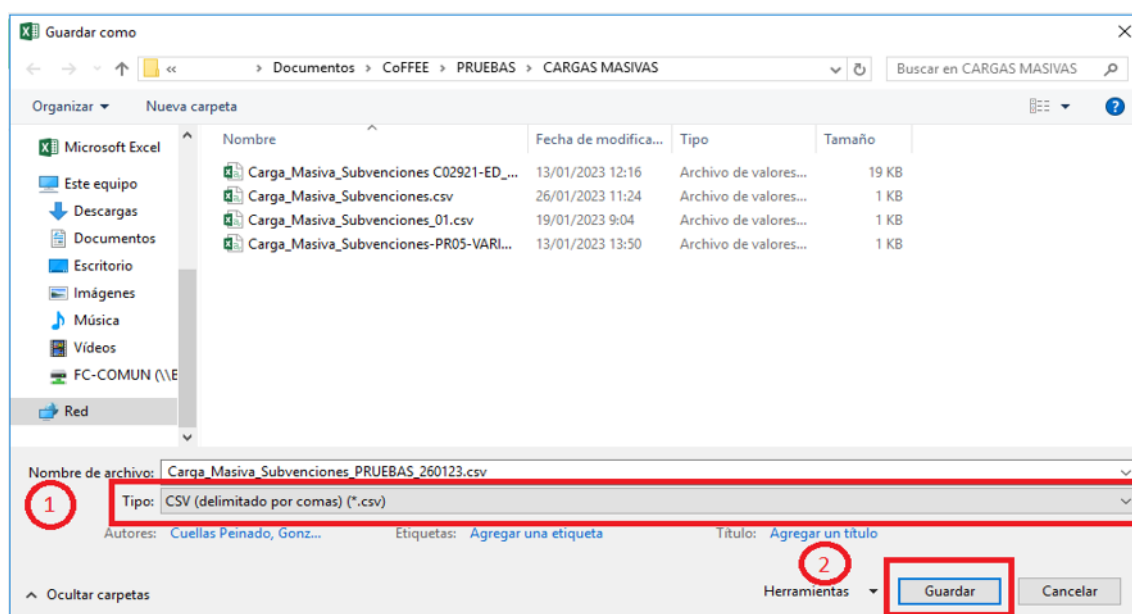 Guardar como
« > Documentos > CoFFEE > PRUEBAS > CARGAS MASIVAS Buscar en CARGAS MASIVAS
Organizar Nueva carpeta
Nombre Fecha de modifica... Tipo Tamaño
Microsoft Excel
Este equipo
Descargas
Documentos
Escritorio
Imágenes
Música
Vídeos
FC-COMUN (\\E
Red
Carga_Masiva_Subvenciones C02921-ED_... 13/01/2023 12:16 Archivo de valores... 19 KB
Carga_Masiva_Subvenciones.csv 26/01/2023 11:24 Archivo de valores... 1 KB
Carga_Masiva_Subvenciones_01.csv 19/01/2023 9:04 Archivo de valores... 1 KB
Carga_Masiva_Subvenciones-PR05-VARI... 13/01/2023 13:50 Archivo de valores... 1 KB
Nombre de archivo: Carga_Masiva_Subvenciones_PRUEBAS_260123.csv
1 Tipo: CSV (delimitado por comas) (*.csv)
Autores: Cuellas Peinado, Gonz... Etiquetas: Agregar una etiqueta Título: Agregar un título
2
Ocultar carpetas Herramientas Guardar Cancelar